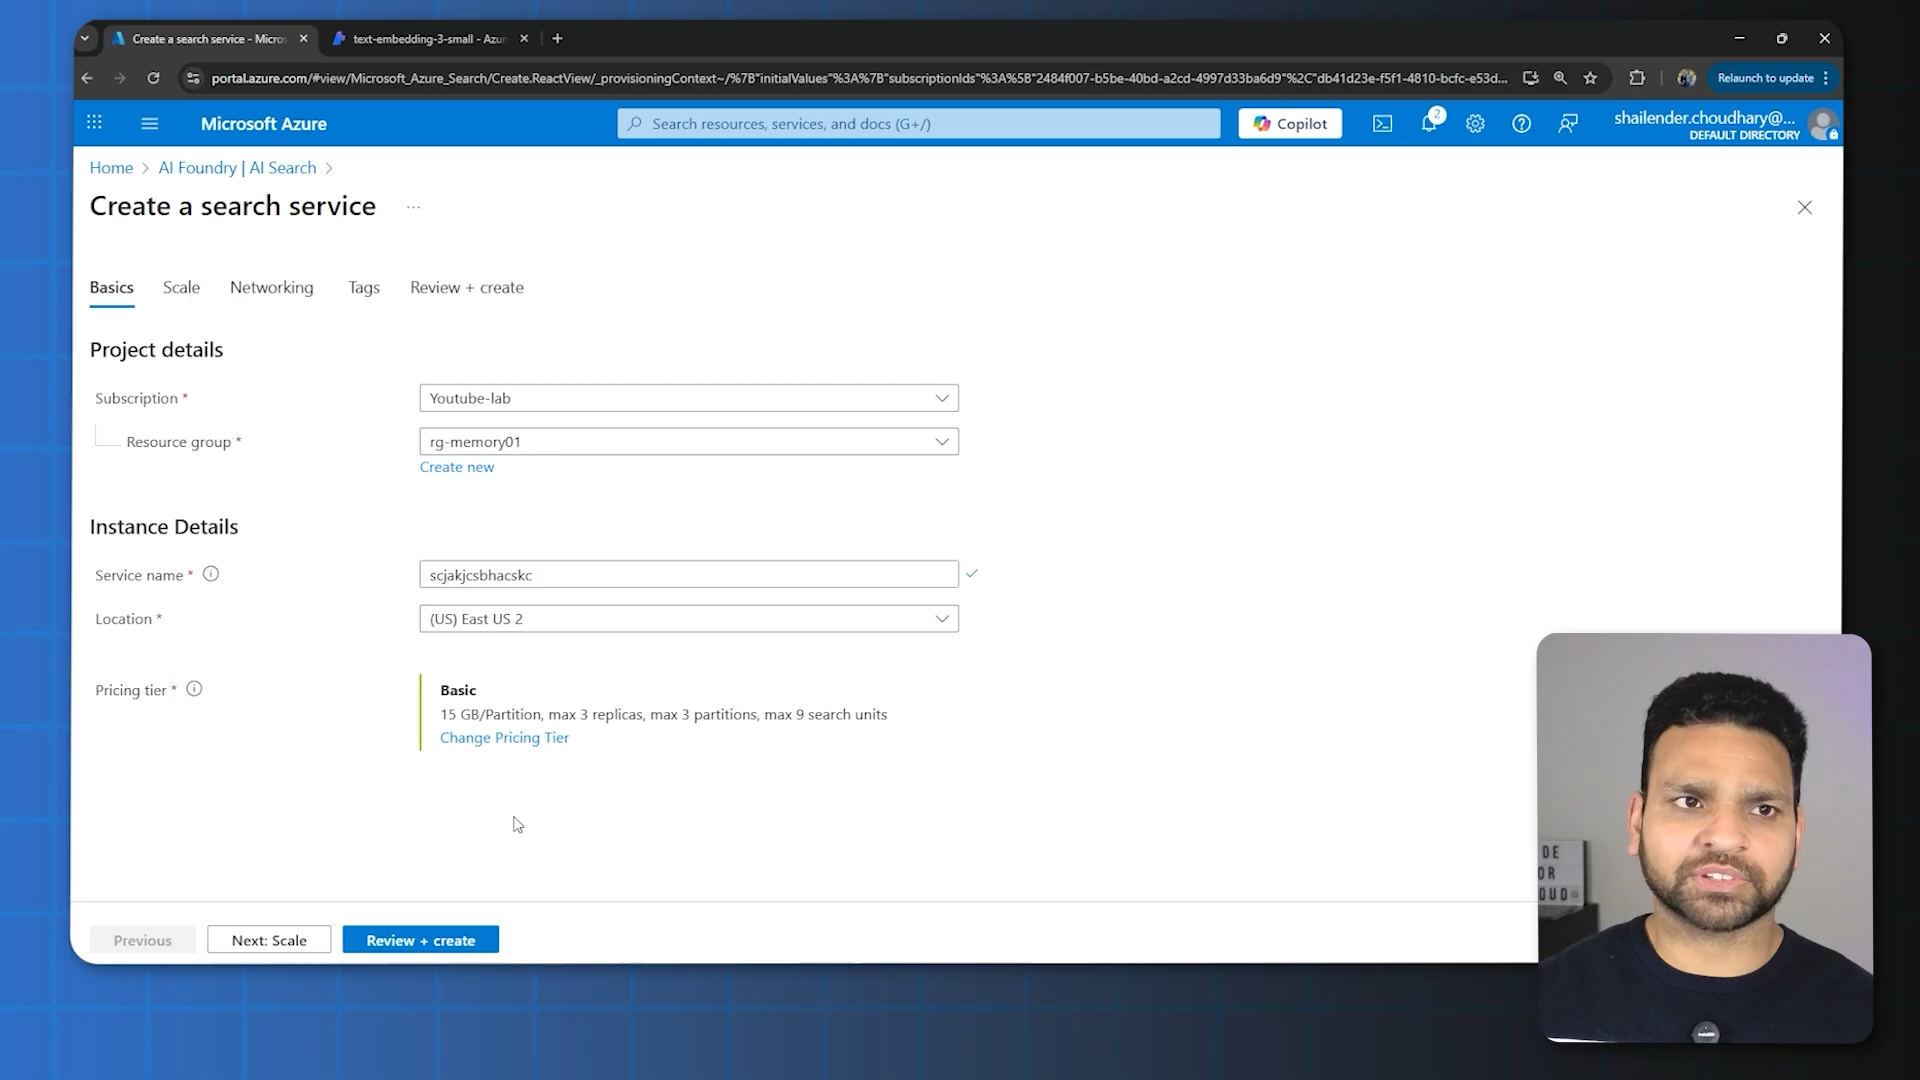 Create a search service - Micros
text-embedding-3-small - Azur
portal.azure.com/#view/Microsoft_Azure_Search/Create.ReactView/_provisioningContext~/%7B"initialValues"%3A%7B"subscriptionIds"%3A%5B"2484f007-b5be-40bd-a2cd-4997d33ba6d9"%2C"db41d23e-f5f1-4810-bcfc-e53d...
Relaunch to update
Microsoft Azure
Search resources, services, and docs (G+/)
Copilot
2
shailender.choudhary@...
DEFAULT DIRECTORY
Home > AI Foundry | AI Search >
Create a search service ...
Basics Scale Networking Tags Review + create
Project details
Subscription *
Youtube-lab
Resource group *
rg-memory01
Create new
Instance Details
Service name *
scjakjcsbhacskc
Location *
(US) East US 2
Pricing tier *
Basic
15 GB/Partition, max 3 replicas, max 3 partitions, max 9 search units
Change Pricing Tier
Previous
Next: Scale
Review + create
DE
OR
OUD